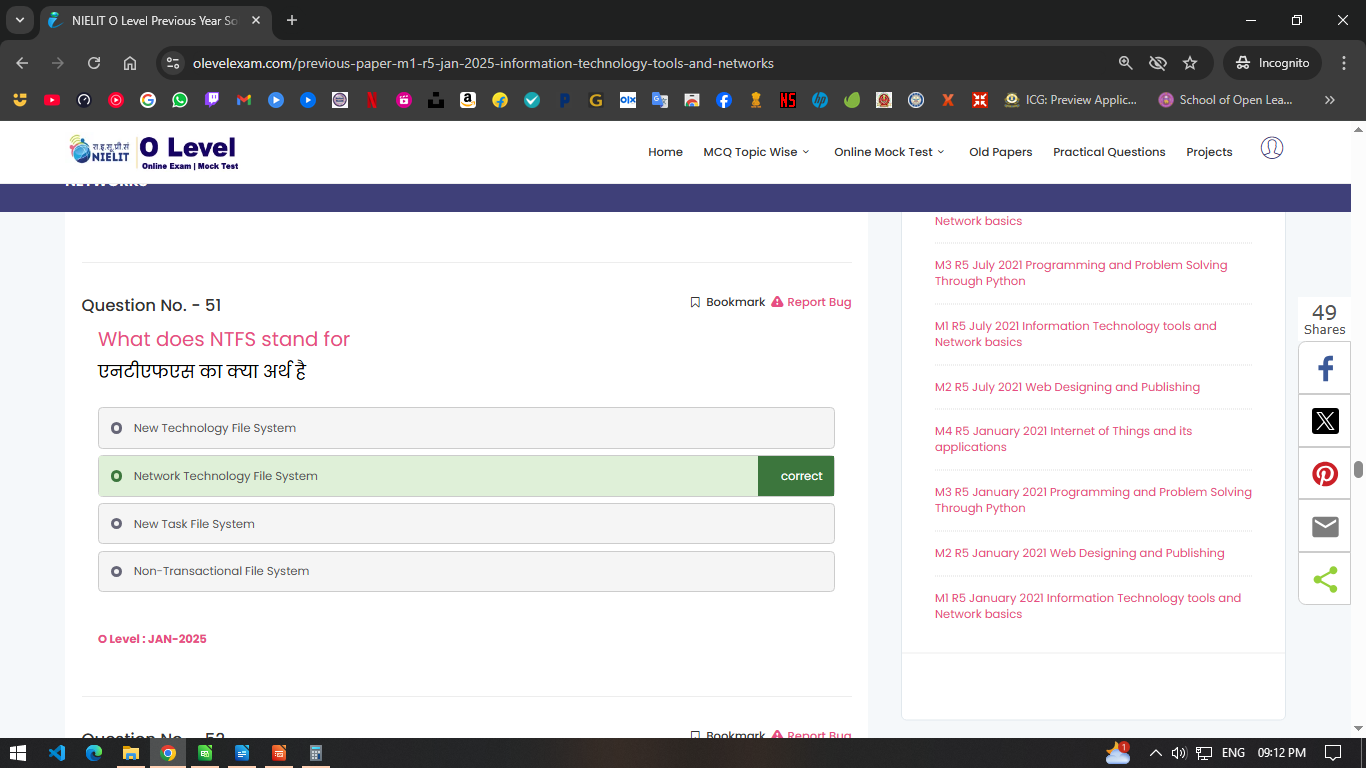 NIELIT O Level Previous Year So
olevelexam.com/previous-paper-m1-r5-jan-2025-information-technology-tools-and-networks
Incognito
ICG: Preview Applic...
School of Open Lea...
NIELIT
O Level
Online Exam | Mock Test
Home
MCQ Topic Wise
Online Mock Test
Old Papers
Practical Questions
Projects
NETWORKS
Question No. - 51
Bookmark
Report Bug
What does NTFS stand for
एनटीएफएस का क्या अर्थ है
New Technology File System
Network Technology File System
correct
New Task File System
Non-Transactional File System
O Level : JAN-2025
Question No. - 52
Bookmark
Report Bug
Network basics
M3 R5 July 2021 Programming and Problem Solving
Through Python
M1 R5 July 2021 Information Technology tools and
Network basics
M2 R5 July 2021 Web Designing and Publishing
M4 R5 January 2021 Internet of Things and its
applications
M3 R5 January 2021 Programming and Problem Solving
Through Python
M2 R5 January 2021 Web Designing and Publishing
M1 R5 January 2021 Information Technology tools and
Network basics
49
Shares
1
ENG
09:12 PM